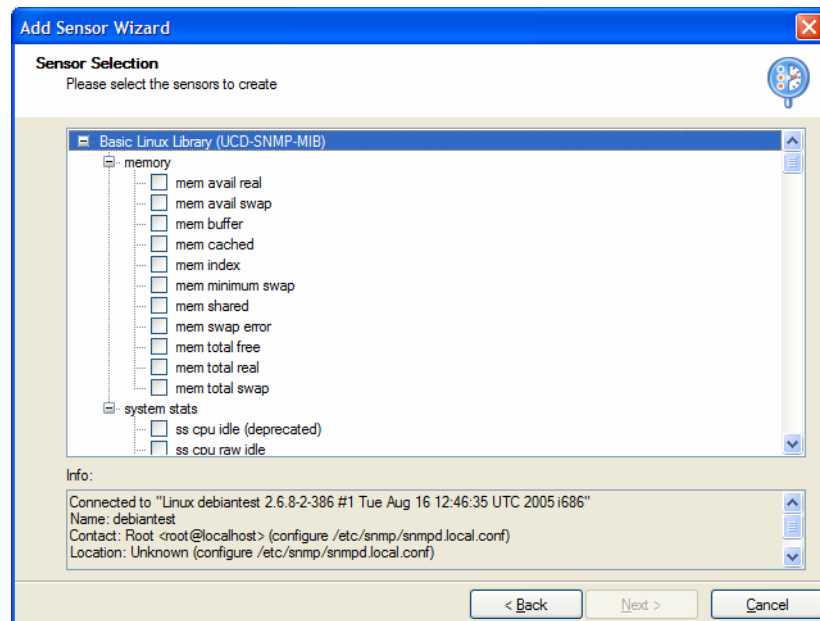 Add Sensor Wizard
Sensor Selection
Please select the sensors to create
Basic Linux Library (UCD-SNMP-MIB)
memory
mem avail real
mem avail swap
mem buffer
mem cached
mem index
mem minimum swap
mem shared
mem swap error
mem total free
mem total real
mem total swap
system stats
ss cpu idle (deprecated)
ss cpu raw idle
Info:
Connected to "Linux debiantest 2.6.8-2-386 #1 Tue Aug 16 12:46:35 UTC 2005 i686"
Name: debiantest
Contact: Root <root@localhost> (configure /etc/snmp/snmpd.local.conf)
Location: Unknown (configure /etc/snmp/snmpd.local.conf)
< Back Next > Cancel